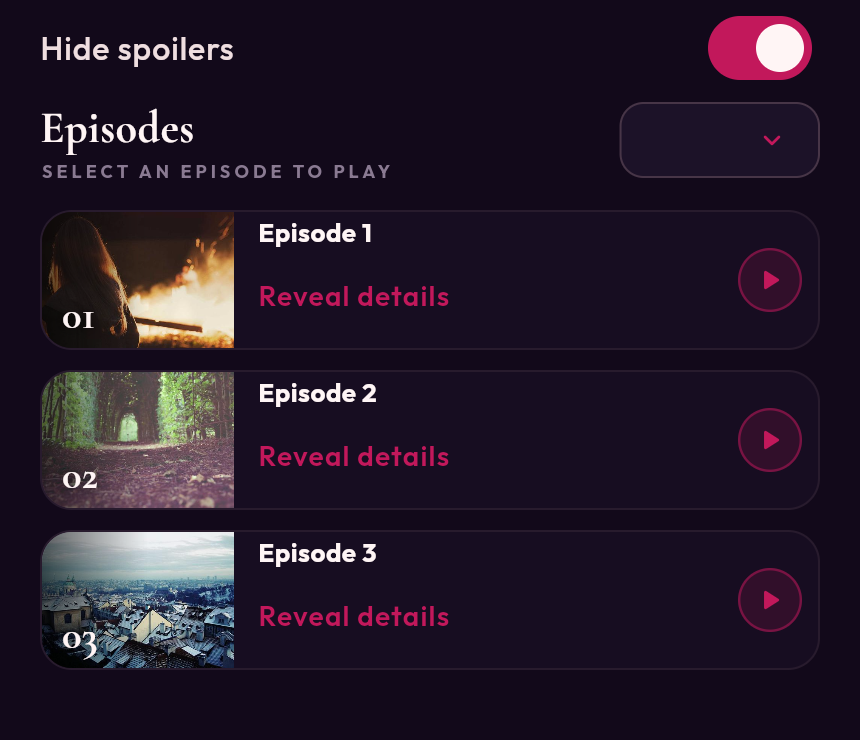 Hide spoilers
Episodes
SELECT AN EPISODE TO PLAY
01
Episode 1
Reveal details
02
Episode 2
Reveal details
03
Episode 3
Reveal details